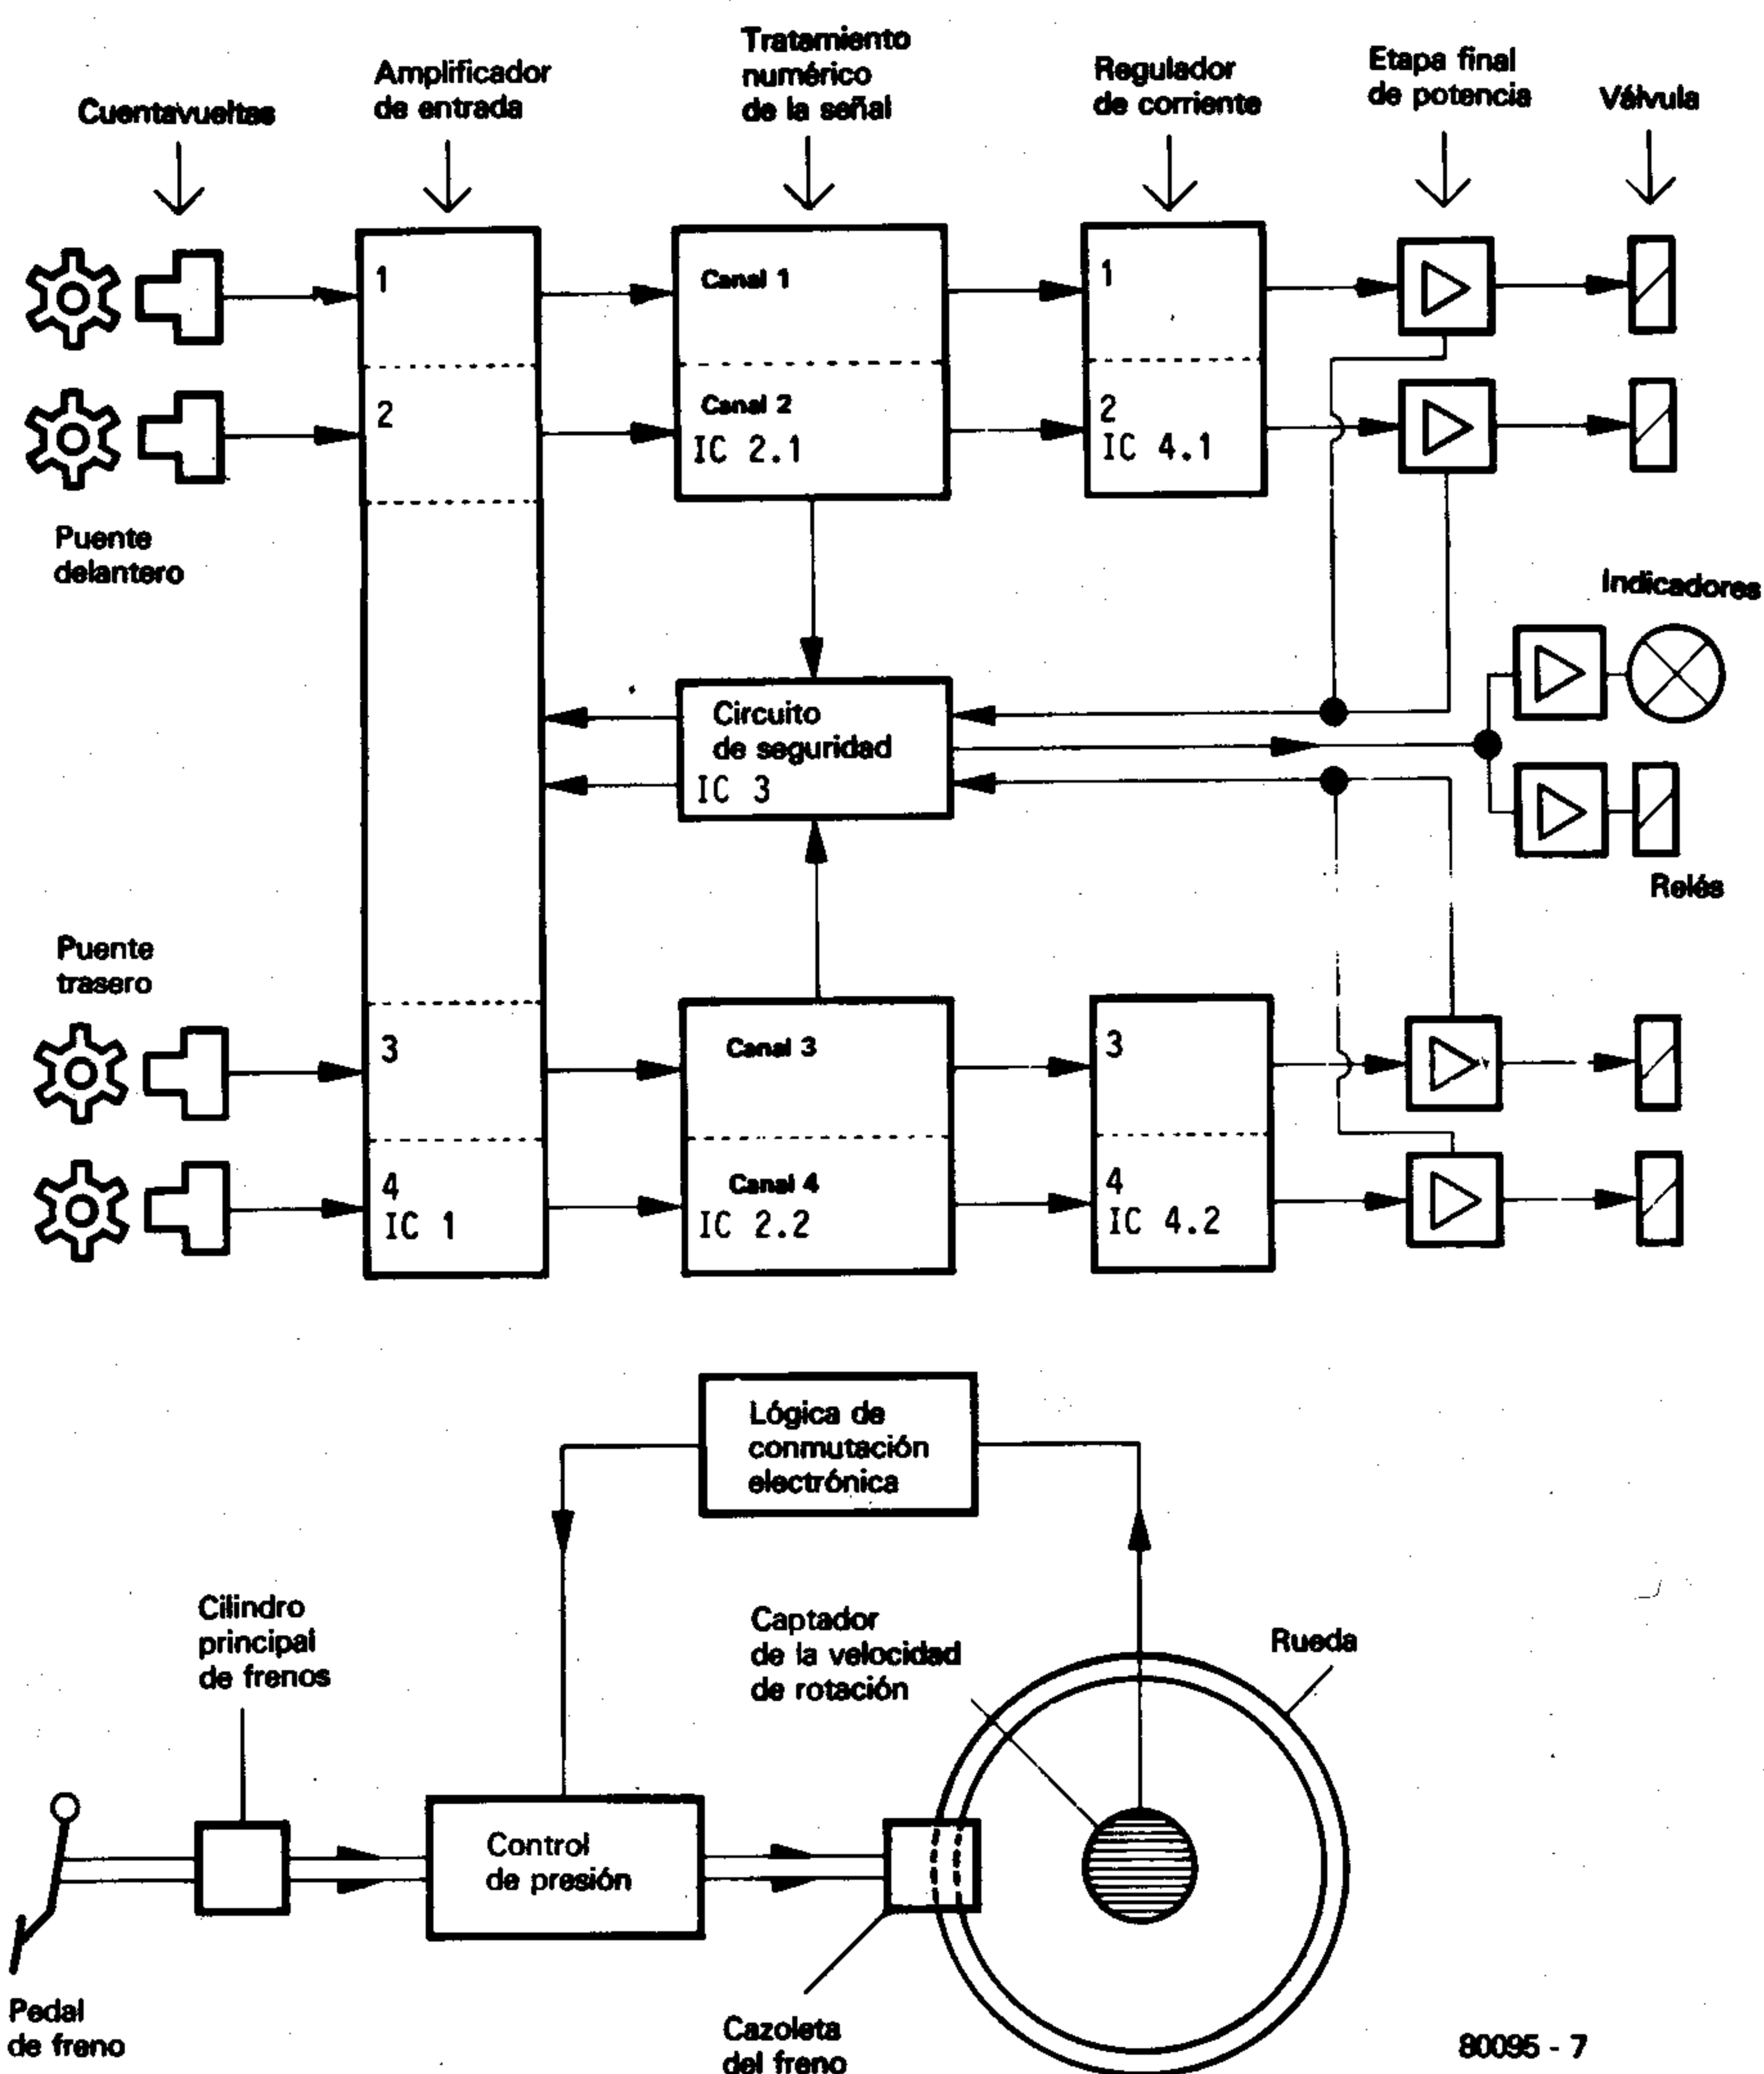 Cuentavueltas
Amplificador
de entrada
Tratamiento
numérico
de la señal
Regulador
de corriente
Etapa final
de potencia
Válvula
1
Canal 1
1
2
Canal 2
IC 2.1
2
IC 4.1
Puente
delantero
Indicadores
Circuito
de seguridad
IC 3
Relés
Puente
trasero
3
Canal 3
3
4
IC 1
Canal 4
IC 2.2
4
IC 4.2
Lógica de
conmutación
electrónica
Cilindro
principal
de frenos
Captador
de la velocidad
de rotación
Rueda
Control
de presión
Pedal
de freno
Cazoleta
del freno
80095 - 7